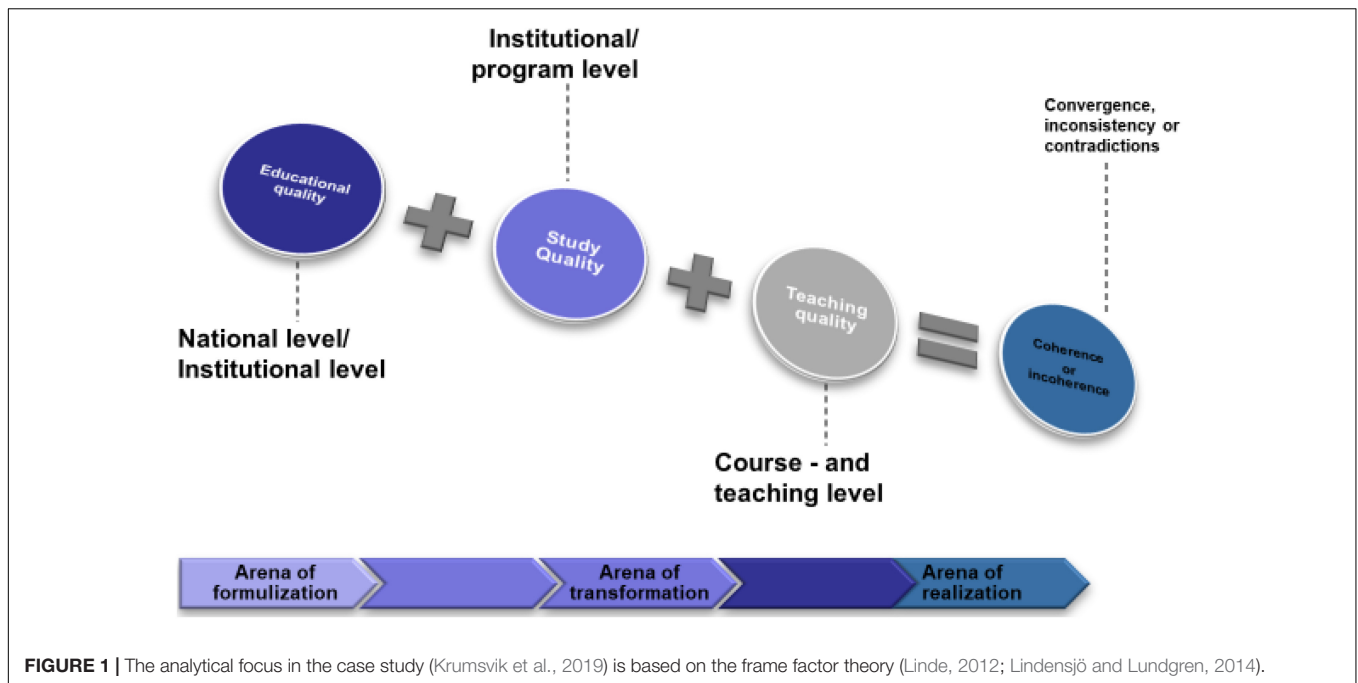 Institutional/
program level
Convergence,
inconsistency or
contradictions
Educational
quality
Study
Quality
Teaching
quality
Coherence
or
incoherence
National level/
Institutional level
Course - and
teaching level
Arena of
formulization
Arena of
transformation
Arena of
realization
FIGURE 1 | The analytical focus in the case study (Krumsvik et al., 2019) is based on the frame factor theory (Linde, 2012; Lindensjö and Lundgren, 2014).